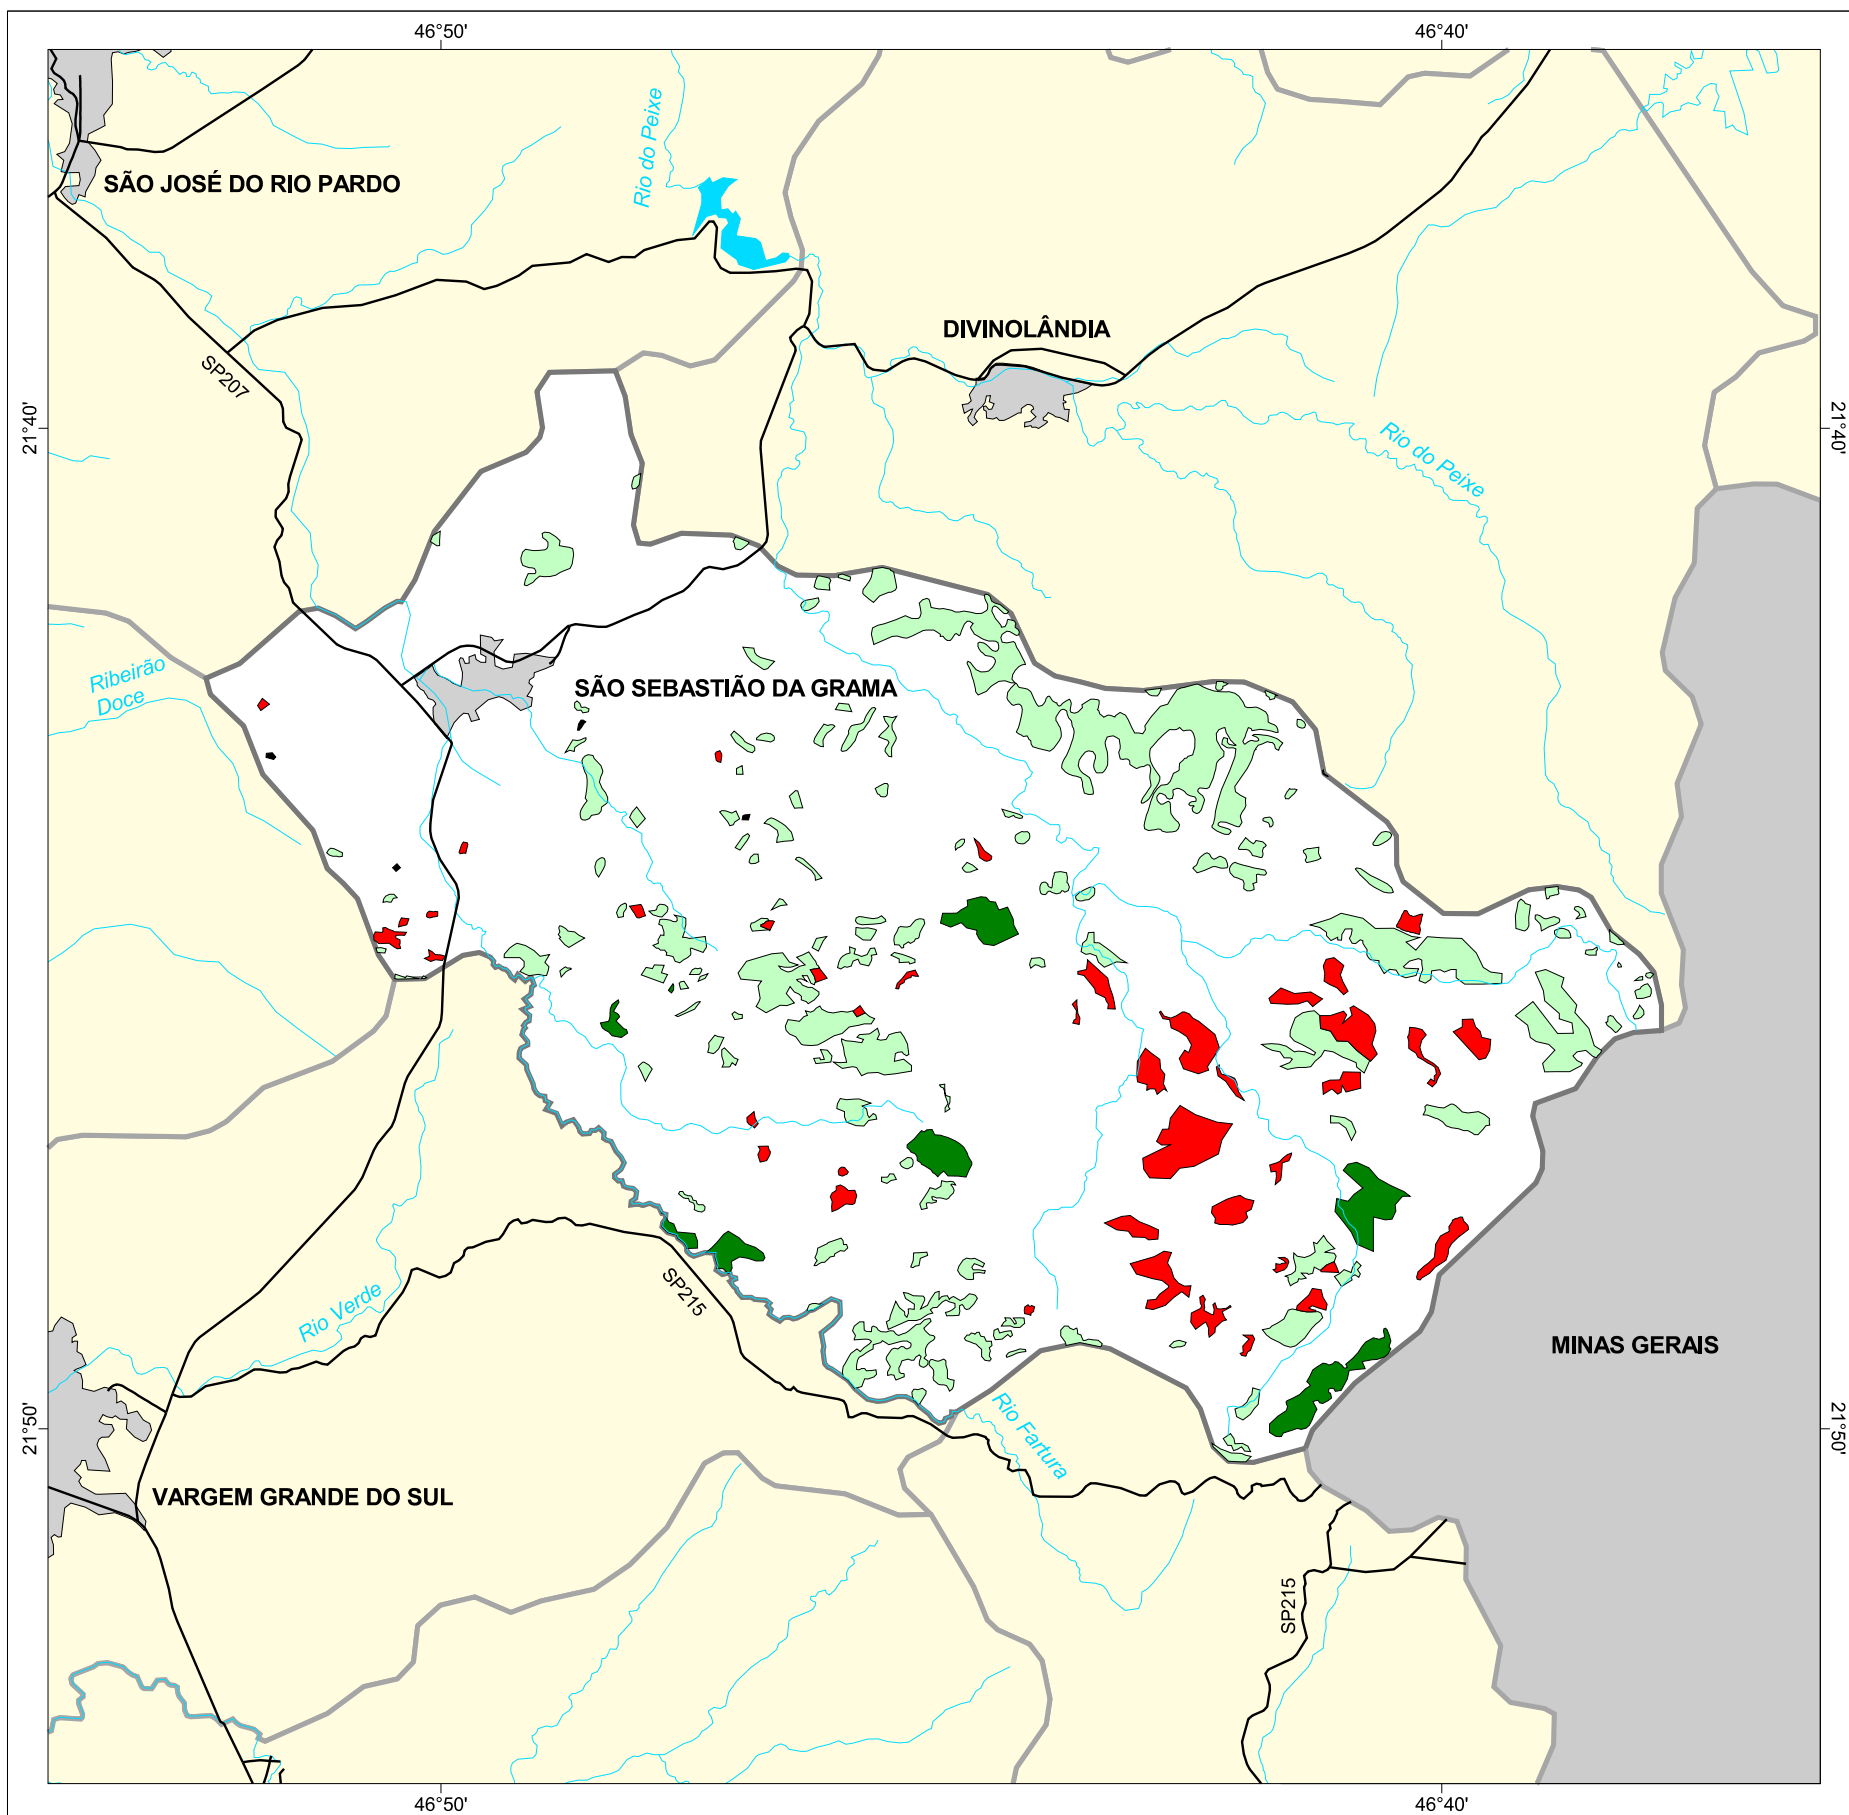 46°50'
46°40'
Rio do Peixe
SÃO JOSÉ DO RIO PARDO
DIVINOLÂNDIA
SP207
21°40'
21°40'
Rio do Peixe
Ribeirão
Doce
SÃO SEBASTIÃO DA GRAMA
Rio Verde
SP215
MINAS GERAIS
21°50'
21°50'
Rio Fartura
VARGEM GRANDE DO SUL
SP215
46°50'
46°40'